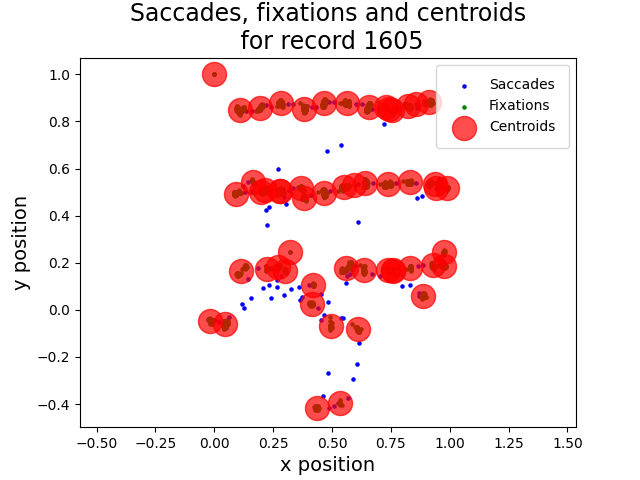 Saccades, fixations and centroids
for record 1605
Saccades
Fixations
Centroids
1.0
0.8
0.6
0.4
0.2
0.0
−0.2
−0.4
y position
−0.50
−0.25
0.00
0.25
0.50
0.75
1.00
1.25
1.50
x position